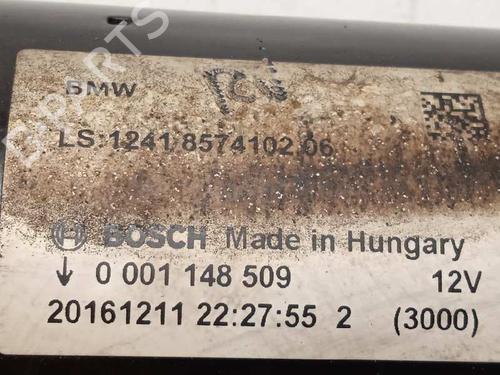 BMW
LS:1241 8574102 06
BOSCH Made in Hungary
↓ 0 001 148 509 12V
20161211 22:27:55 2 (3000)